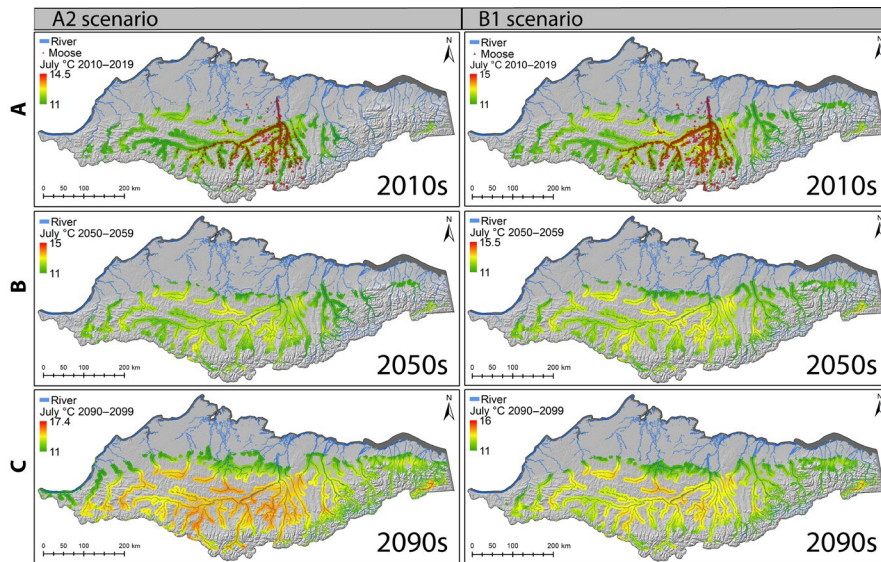 A2 scenario
B1 scenario
A
River
Moose
July °C 2010–2019
14.5
11
N
0 50 100 200 km
2010s
River
Moose
July °C 2010–2019
15
11
N
0 50 100 200 km
2010s
B
River
July °C 2050–2059
15
11
N
0 50 100 200 km
2050s
River
July °C 2050–2059
15.5
11
N
0 50 100 200 km
2050s
C
River
July °C 2090–2099
17.4
11
N
0 50 100 200 km
2090s
River
July °C 2090–2099
16
11
N
0 50 100 200 km
2090s